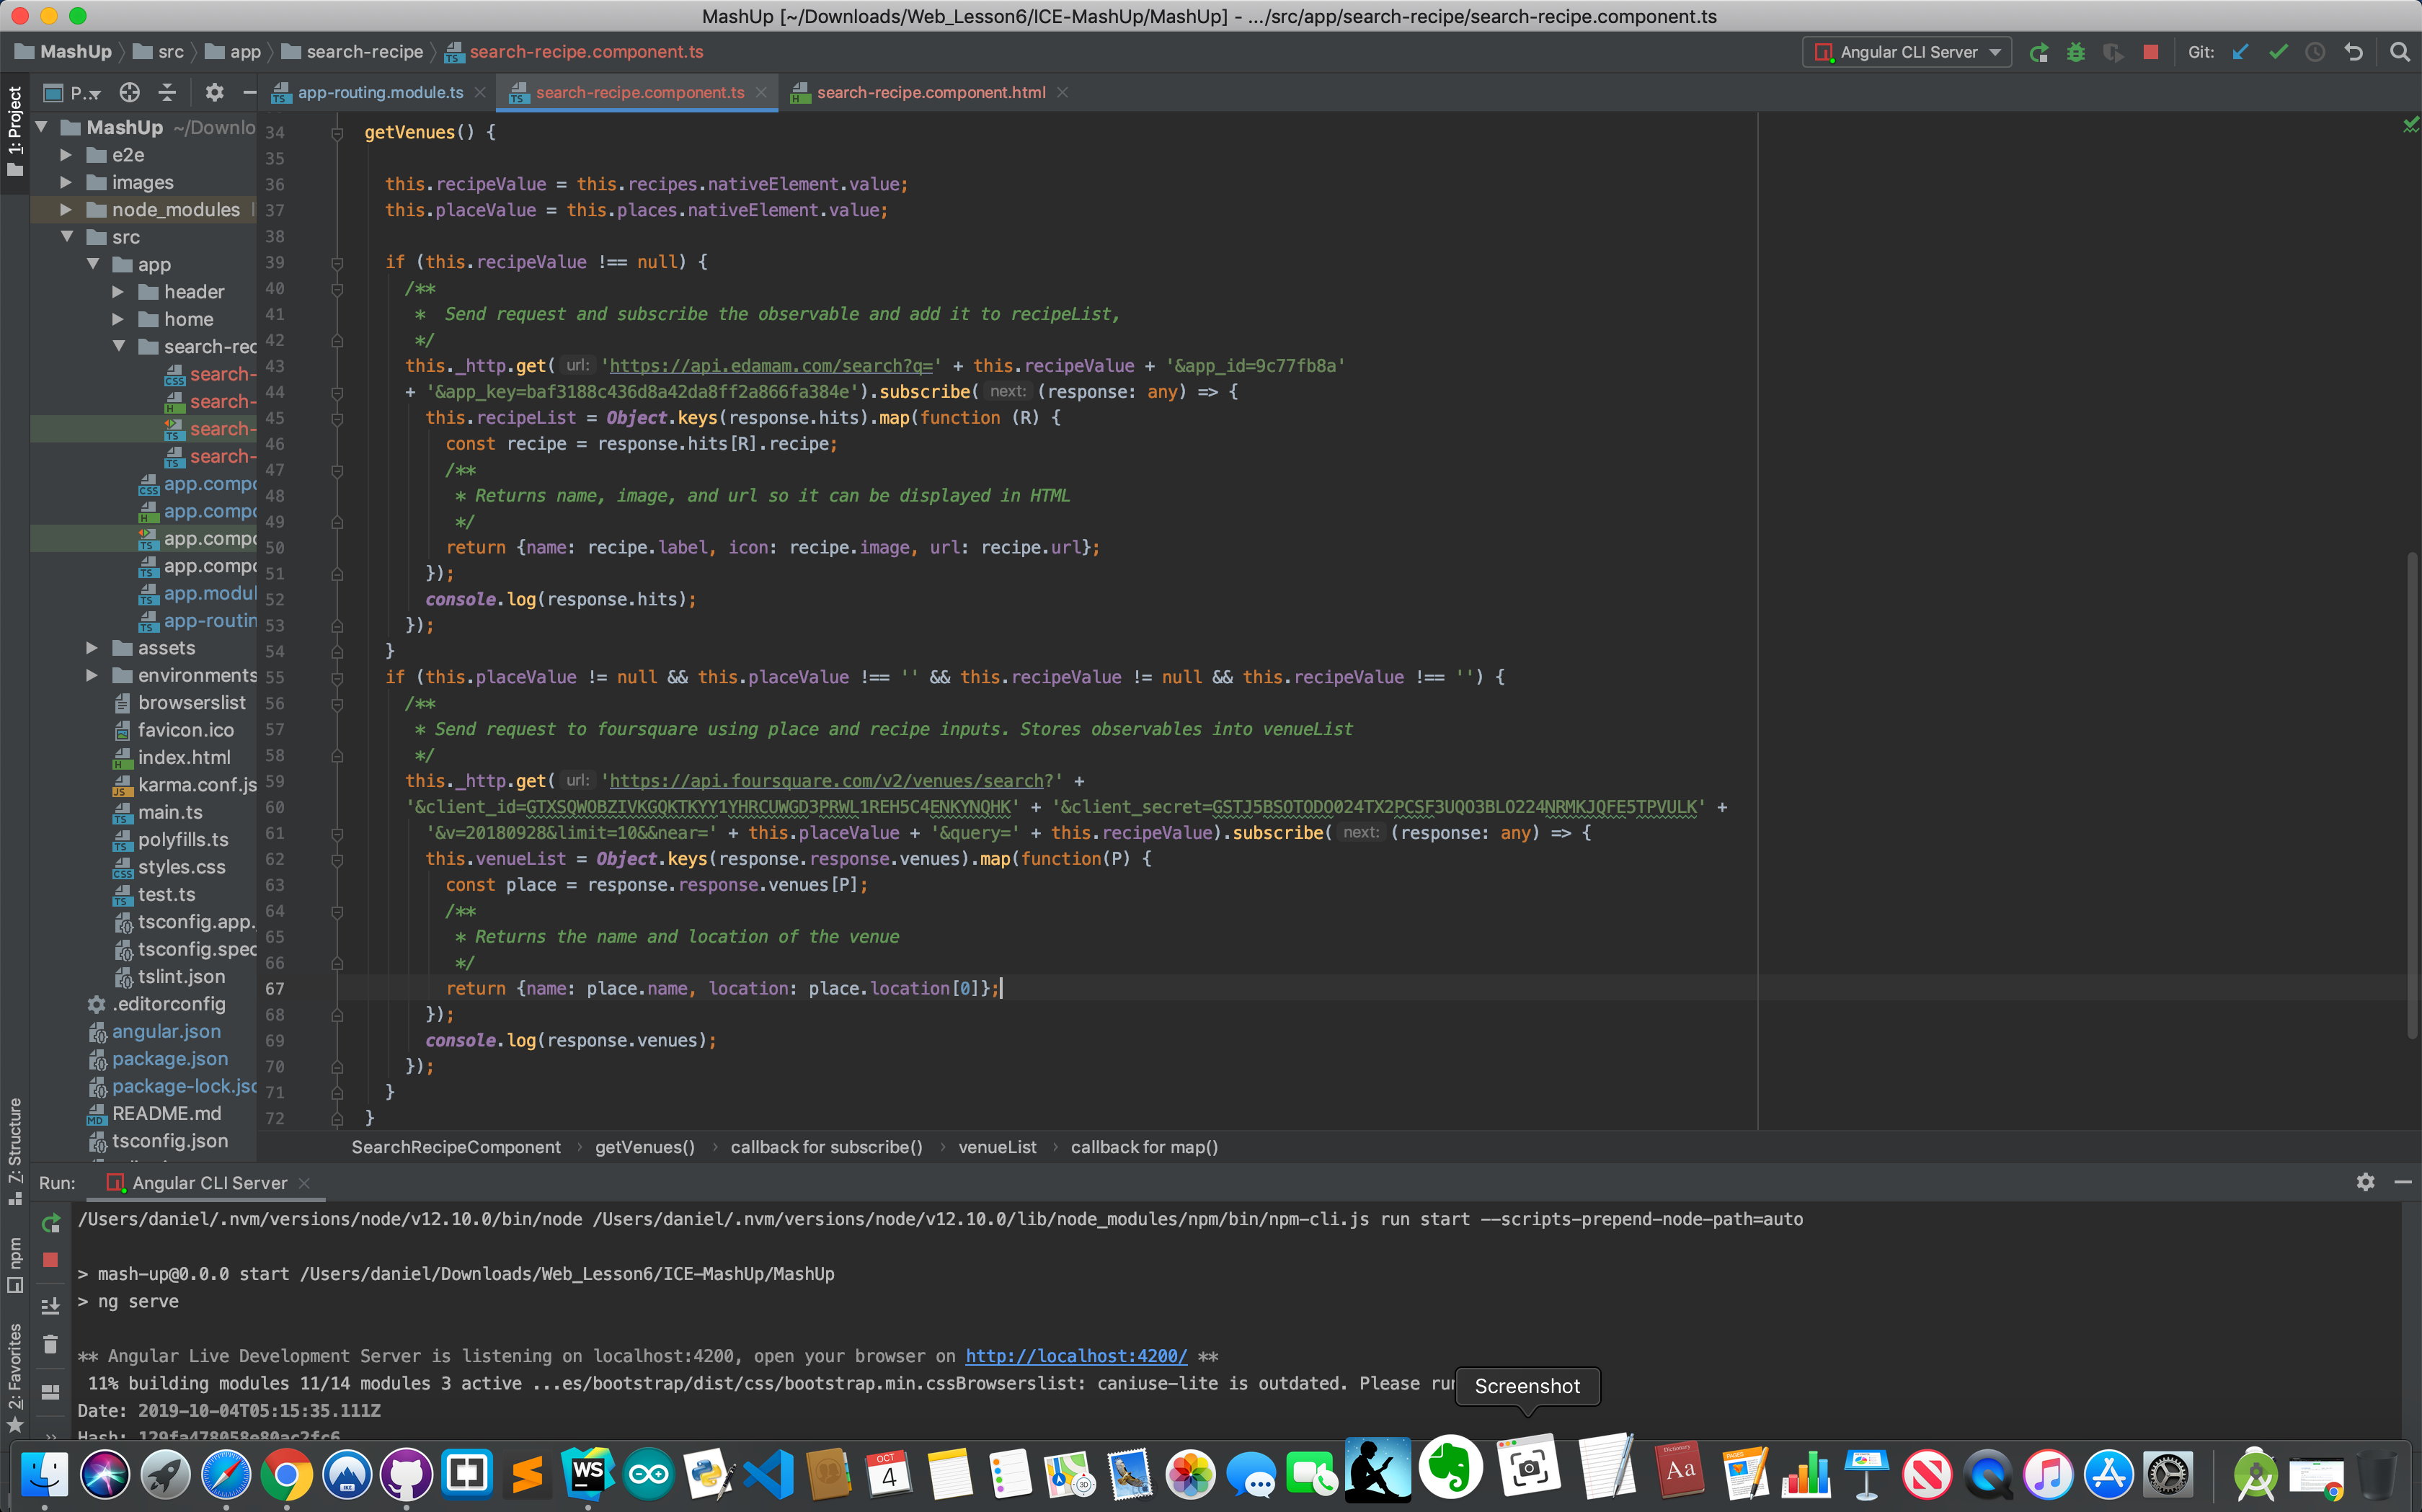 MashUp [~/Downloads/Web_Lesson6/ICE-MashUp/MashUp] - .../src/app/search-recipe/search-recipe.component.ts
MashUp src app search-recipe search-recipe.component.ts
Angular CLI Server
Git:
1: Project
P..
app-routing.module.ts
search-recipe.component.ts
search-recipe.component.html
MashUp ~/Downlo
e2e
images
node_modules
src
app
header
home
search-rec
search-
search-
search-
search-
app.compo
app.compo
app.compo
app.compo
app.modul
app-routin
assets
environments
browserslist
favicon.ico
index.html
karma.conf.js
main.ts
polyfills.ts
styles.css
test.ts
tsconfig.app.
tsconfig.spec
tslint.json
.editorconfig
angular.json
package.json
package-lock.jsc
README.md
tsconfig.json
34 getVenues() {
35
36 this.recipeValue = this.recipes.nativeElement.value;
37 this.placeValue = this.places.nativeElement.value;
38
39 if (this.recipeValue !== null) {
40 /**
41 * Send request and subscribe the observable and add it to recipeList,
42 */
43 this._http.get( url: 'https://api.edamam.com/search?q=' + this.recipeValue + '&app_id=9c77fb8a'
44 + '&app_key=baf3188c436d8a42da8ff2a866fa384e').subscribe( next: (response: any) => {
45 this.recipeList = Object.keys(response.hits).map(function (R) {
46 const recipe = response.hits[R].recipe;
47 /**
48 * Returns name, image, and url so it can be displayed in HTML
49 */
50 return {name: recipe.label, icon: recipe.image, url: recipe.url};
51 });
52 console.log(response.hits);
53 });
54 }
55 if (this.placeValue != null && this.placeValue !== '' && this.recipeValue != null && this.recipeValue !== '') {
56 /**
57 * Send request to foursquare using place and recipe inputs. Stores observables into venueList
58 */
59 this._http.get( url: 'https://api.foursquare.com/v2/venues/search?' +
60 '&client_id=GTXSQWOBZIVKGQKTKYY1YHRCUWGD3PRWL1REH5C4ENKYNQHK' + '&client_secret=GSTJ5BSOTODO024TX2PCSF3UQO3BLO224NRMKJQFE5TPVULK' +
61 '&v=20180928&limit=10&&near=' + this.placeValue + '&query=' + this.recipeValue).subscribe( next: (response: any) => {
62 this.venueList = Object.keys(response.response.venues).map(function(P) {
63 const place = response.response.venues[P];
64 /**
65 * Returns the name and location of the venue
66 */
67 return {name: place.name, location: place.location[0]};
68 });
69 console.log(response.venues);
70 });
71 }
72 }
SearchRecipeComponent getVenues() callback for subscribe() venueList callback for map()
7: Structure
npm
2: Favorites
Run: Angular CLI Server
/Users/daniel/.nvm/versions/node/v12.10.0/bin/node /Users/daniel/.nvm/versions/node/v12.10.0/lib/node_modules/npm/bin/npm-cli.js run start --scripts-prepend-node-path=auto
> mash-up@0.0.0 start /Users/daniel/Downloads/Web_Lesson6/ICE-MashUp/MashUp
> ng serve
** Angular Live Development Server is listening on localhost:4200, open your browser on http://localhost:4200/ **
11% building modules 11/14 modules 3 active ...es/bootstrap/dist/css/bootstrap.min.cssBrowserslist: caniuse-lite is outdated. Please run
Date: 2019-10-04T05:15:35.111Z
Hash: 129fa478058e80ac2fc6
Screenshot
WS
OCT
4
Aa